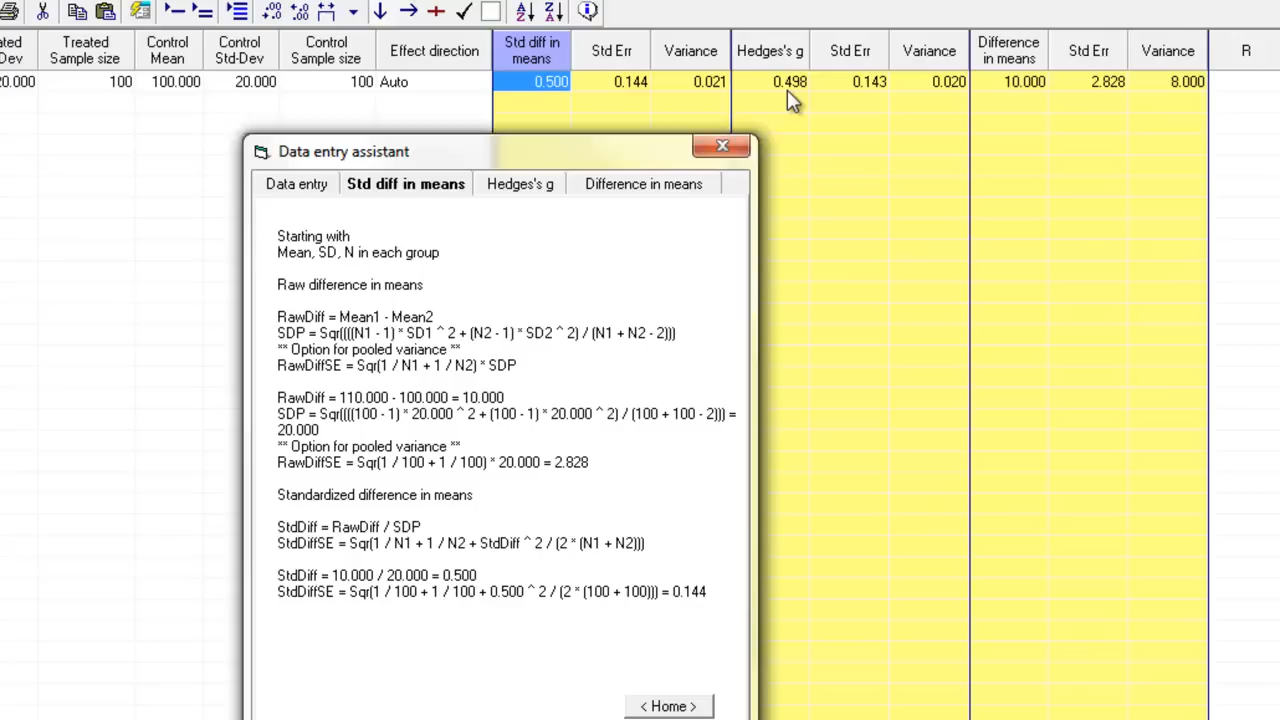 ated Treated Control Control Control Effect direction Std diff in Std Err Variance Hedges's g Std Err Variance Difference Std Err Variance R
Dev Sample size Mean Std-Dev Sample size means in means
20.000 100 100.000 20.000 100 Auto 0.500 0.144 0.021 0.498 0.143 0.020 10.000 2.828 8.000
Data entry assistant
Data entry Std diff in means Hedges's g Difference in means
Starting with
Mean, SD, N in each group
Raw difference in means
RawDiff = Mean1 - Mean2
SDP = Sqr((((N1 - 1) * SD1 ^ 2 + (N2 - 1) * SD2 ^ 2) / (N1 + N2 - 2)))
** Option for pooled variance **
RawDiffSE = Sqr(1 / N1 + 1 / N2) * SDP
RawDiff = 110.000 - 100.000 = 10.000
SDP = Sqr((((100 - 1) * 20.000 ^ 2 + (100 - 1) * 20.000 ^ 2) / (100 + 100 - 2))) =
20.000
** Option for pooled variance **
RawDiffSE = Sqr(1 / 100 + 1 / 100) * 20.000 = 2.828
Standardized difference in means
StdDiff = RawDiff / SDP
StdDiffSE = Sqr(1 / N1 + 1 / N2 + StdDiff ^ 2 / (2 * (N1 + N2)))
StdDiff = 10.000 / 20.000 = 0.500
StdDiffSE = Sqr(1 / 100 + 1 / 100 + 0.500 ^ 2 / (2 * (100 + 100))) = 0.144
< Home >